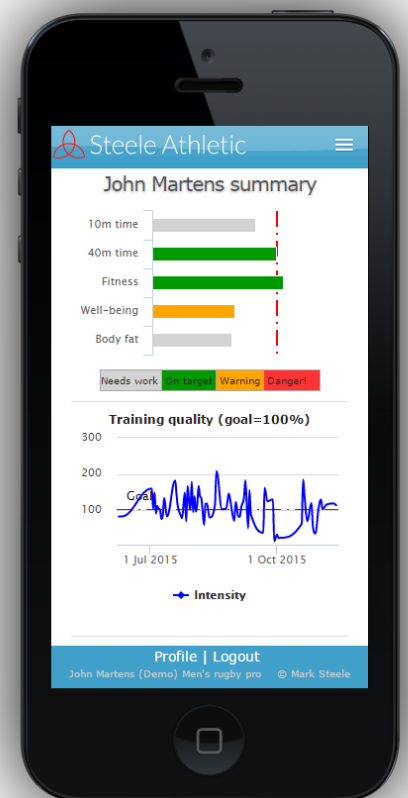 Steele Athletic
John Martens summary
10m time
40m time
Fitness
Well-being
Body fat
Needs work On target Warning Danger!
Training quality (goal=100%)
300
200
Goal
100
1 Jul 2015 1 Oct 2015
Intensity
Profile | Logout
John Martens (Demo) Men's rugby pro © Mark Steele